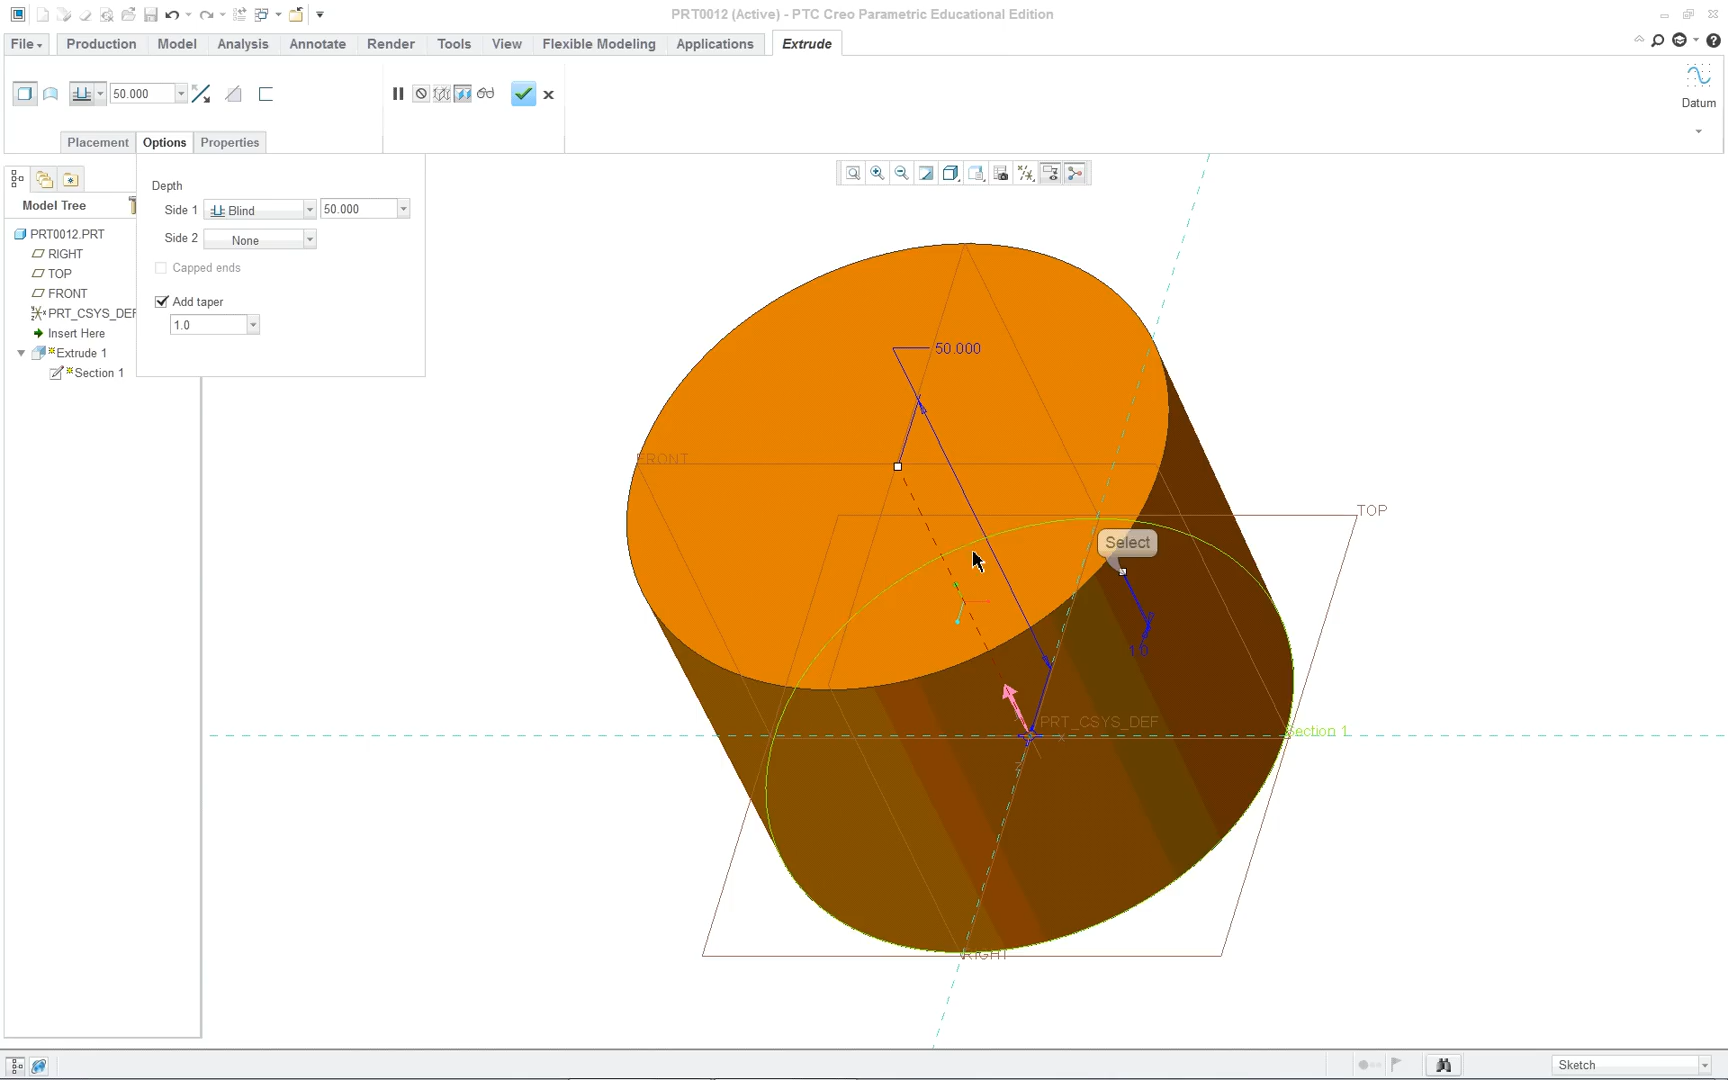 PRT0012 (Active) - PTC Creo Parametric Educational Edition
File
Production
Model
Analysis
Annotate
Render
Tools
View
Flexible Modeling
Applications
Extrude
50.000
Datum
Placement
Options
Properties
Depth
Side 1
Blind
50.000
Side 2
None
Capped ends
Add taper
1.0
Model Tree
PRT0012.PRT
RIGHT
TOP
FRONT
PRT_CSYS_DEF
Insert Here
Extrude 1
Section 1
50.000
FRONT
TOP
Select
1.0
PRT_CSYS_DEF
X
Z
Section 1
RIGHT
Sketch